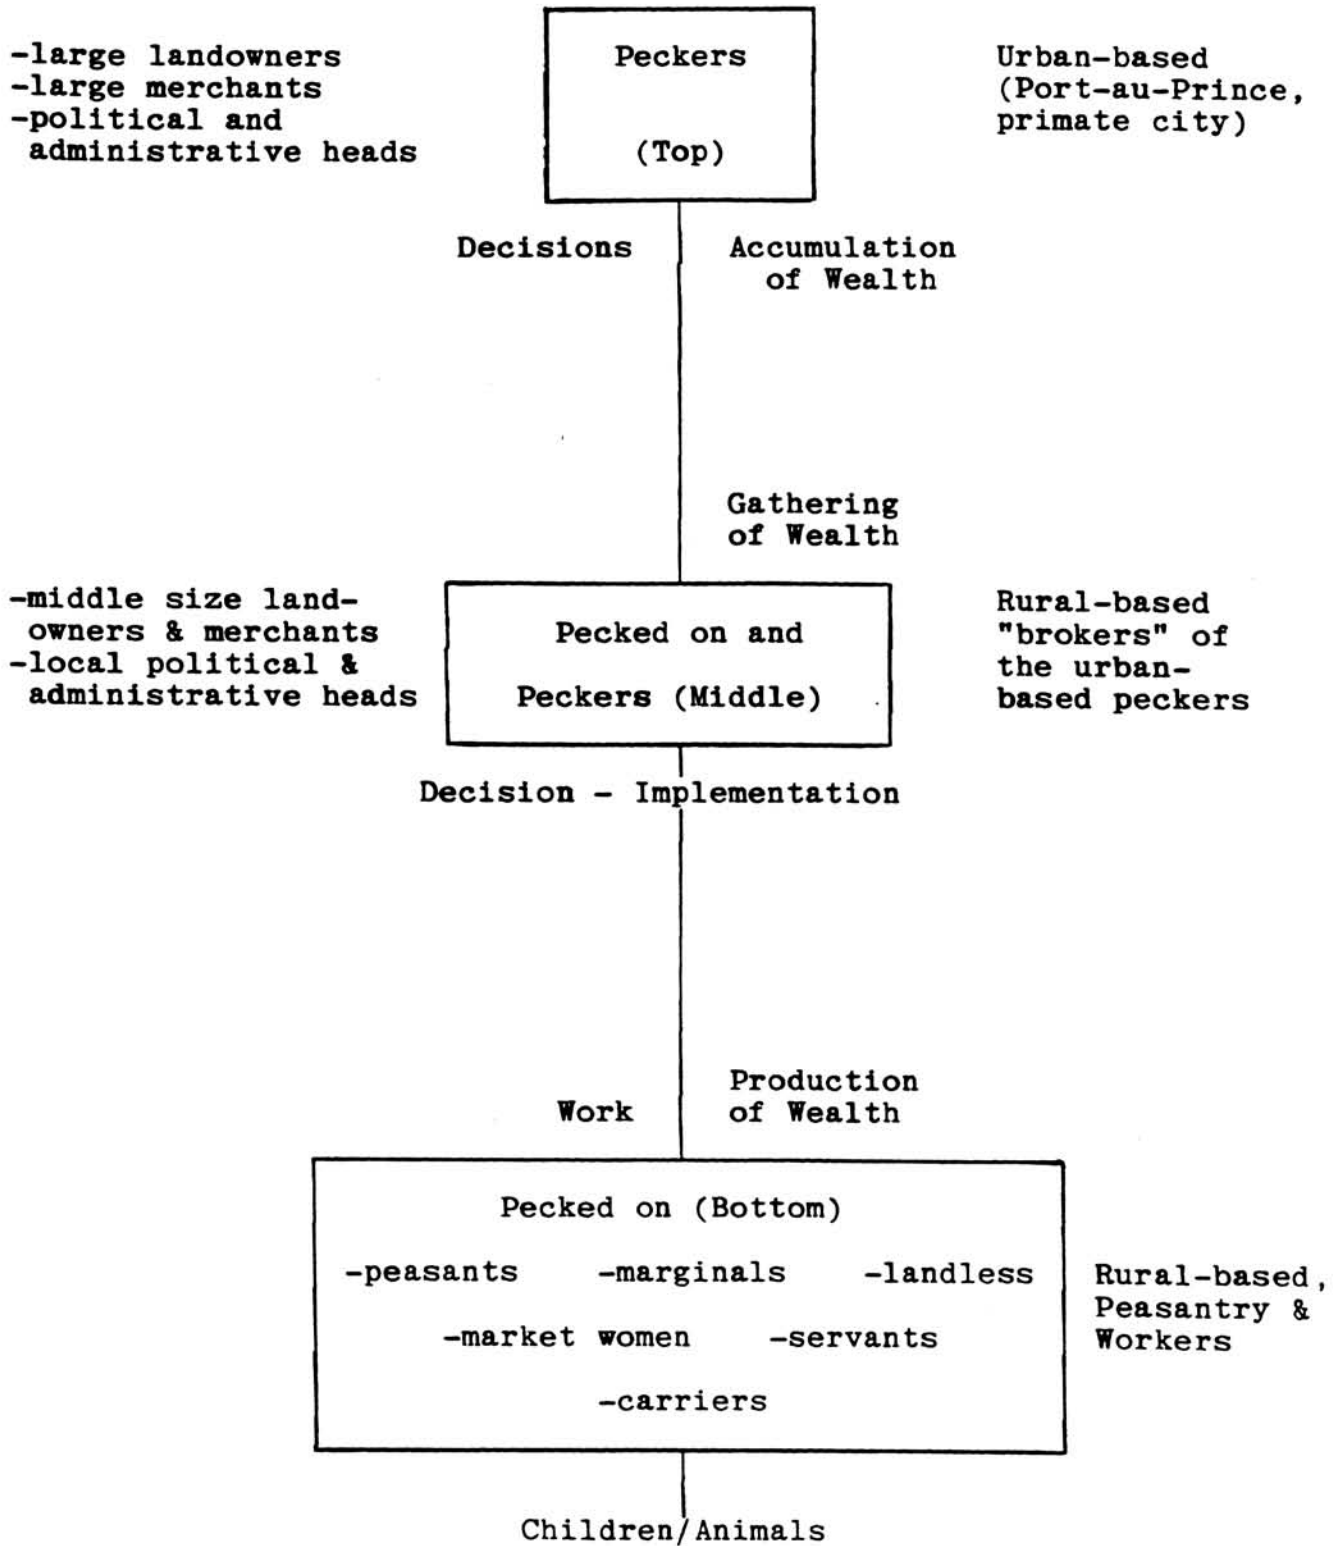 -large landowners
-large merchants
-political and
administrative heads
Peckers
(Top)
Urban-based
(Port-au-Prince,
primate city)
Decisions
Accumulation
of Wealth
Gathering
of Wealth
-middle size land-
owners & merchants
-local political &
administrative heads
Pecked on and
Peckers (Middle)
Rural-based
"brokers" of
the urban-
based peckers
Decision - Implementation
Work
Production
of Wealth
Pecked on (Bottom)
-peasants -marginals -landless
-market women -servants
-carriers
Rural-based,
Peasantry &
Workers
Children/Animals